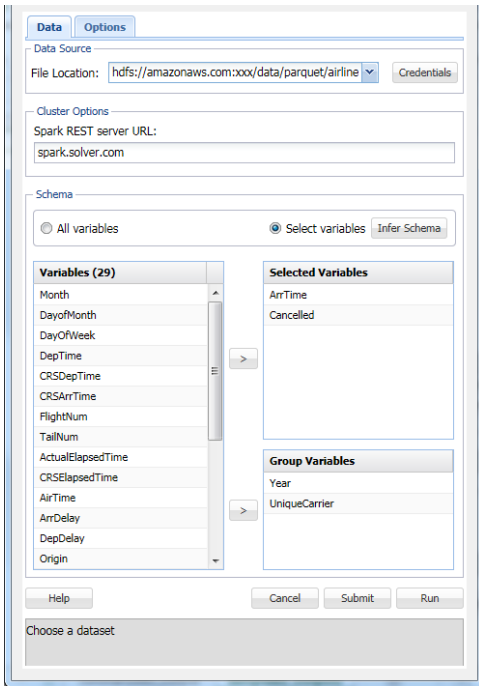 Data Options
Data Source
File Location: hdfs://amazonaws.com:xxx/data/parquet/airline Credentials
Cluster Options
Spark REST server URL:
spark.solver.com
Schema
All variables Select variables Infer Schema
Variables (29)
Month
DayofMonth
DayOfWeek
DepTime
CRSDepTime
CRSArrTime
FlightNum
TailNum
ActualElapsedTime
CRSElapsedTime
AirTime
ArrDelay
DepDelay
Origin
>
>
Selected Variables
ArrTime
Cancelled
Group Variables
Year
UniqueCarrier
Help Cancel Submit Run
Choose a dataset